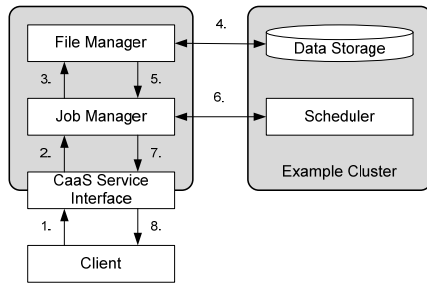 File Manager
4.
Data Storage
3.
5.
6.
Job Manager
Scheduler
2.
7.
CaaS Service
Interface
Example Cluster
1.
8.
Client